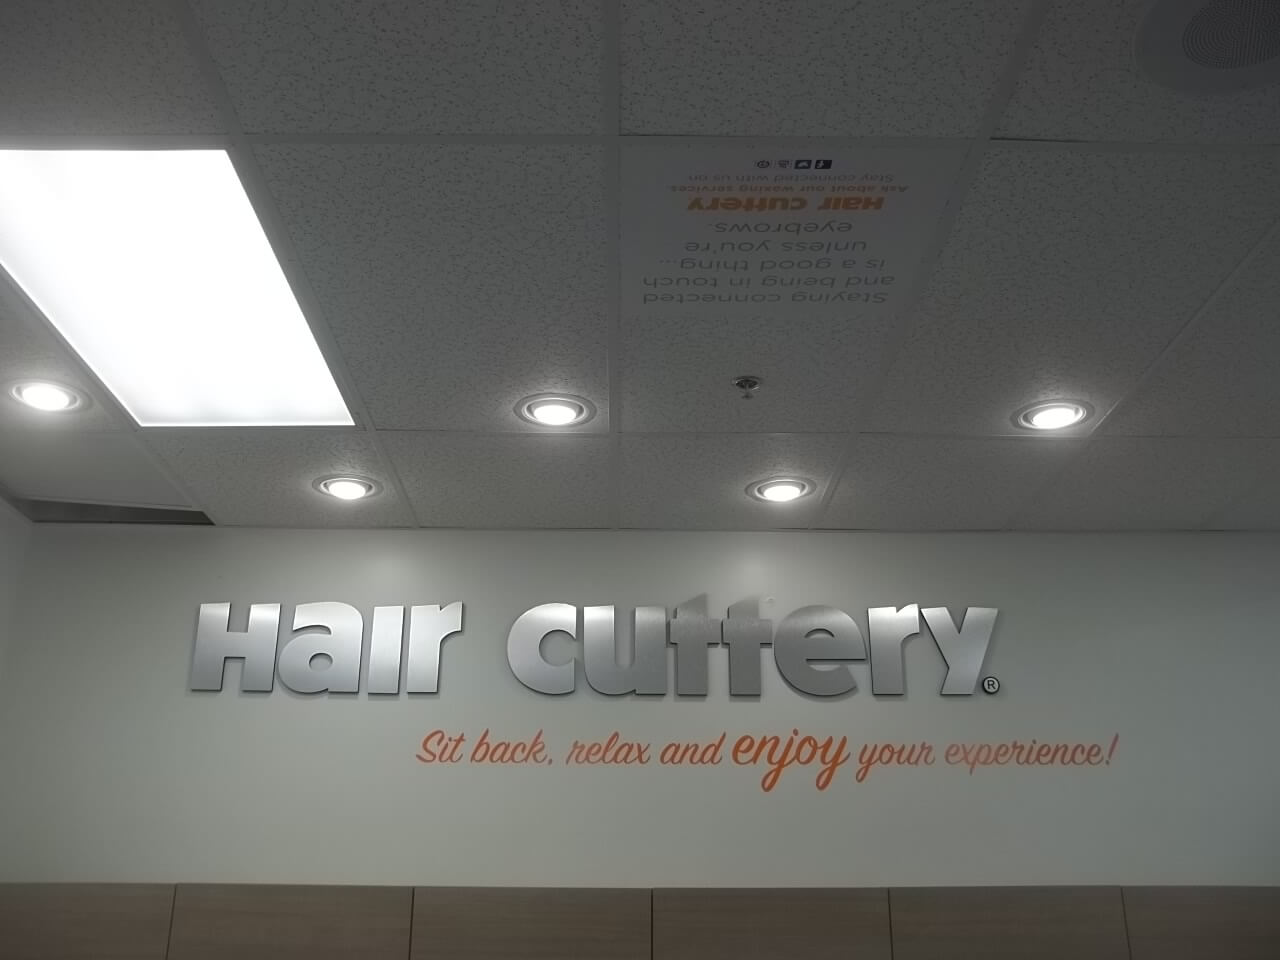 Staying connected
and being in touch
is a good thing...
unless you're
eyebrows.
Hair Cuttery
Ask about our waxing services
Stay connected with us on
Hair Cuttery®
Sit back, relax and enjoy your experience!